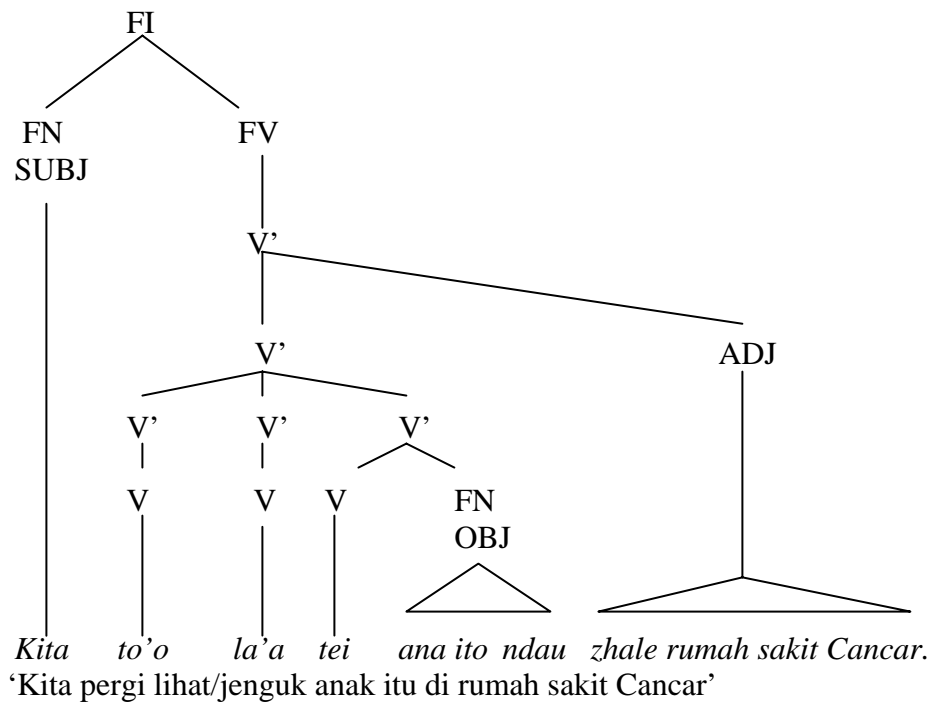 FI
FN FV
SUBJ
V’
V’ ADJ
V’ V’ V’
V V V FN
OBJ
Kita to’o la’a tei ana ito ndau zhale rumah sakit Cancar.
‘Kita pergi lihat/jenguk anak itu di rumah sakit Cancar’